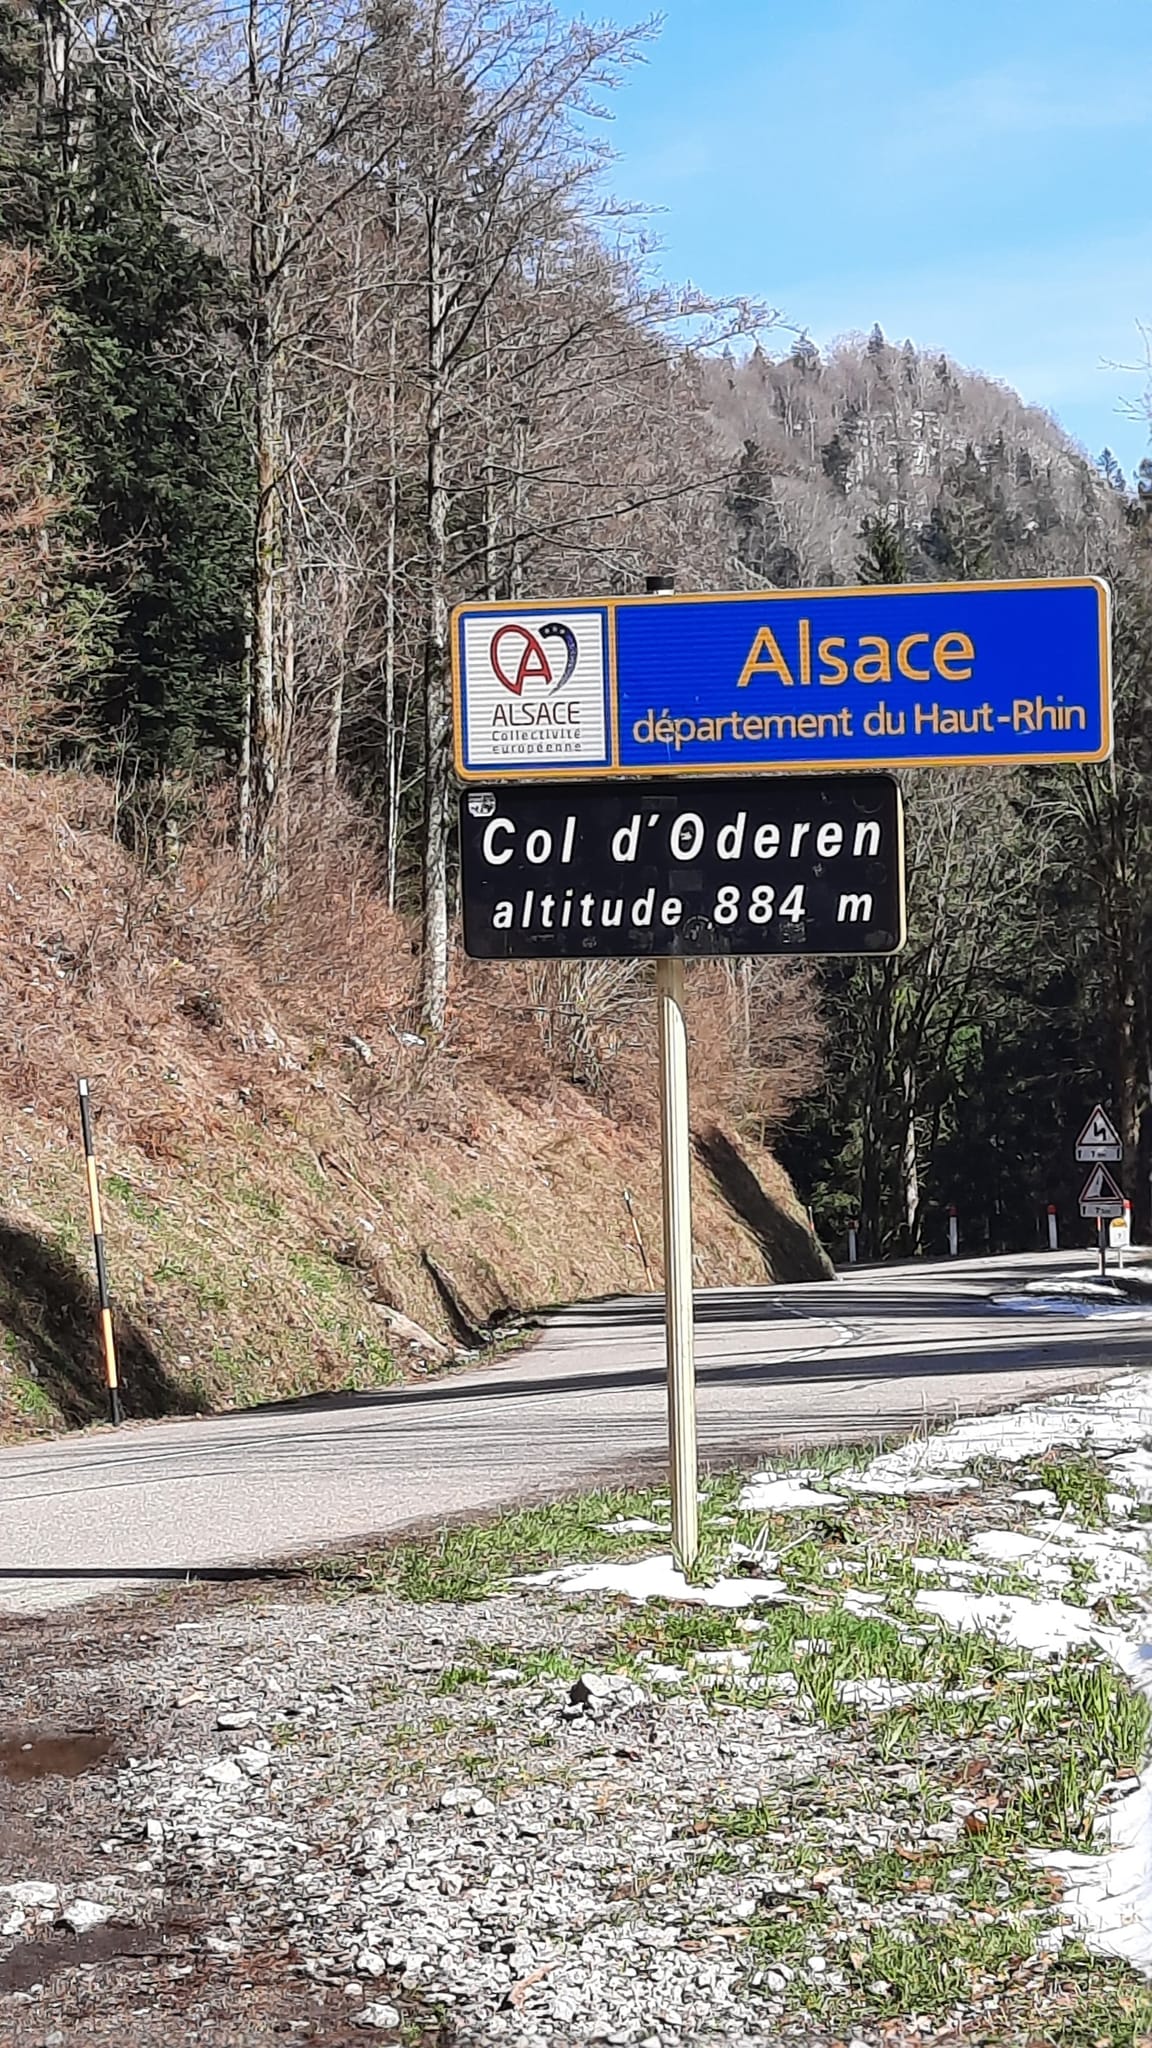 ALSACE
Collectivité
européenne
Alsace
département du Haut-Rhin
Col d'Oderen
altitude 884 m